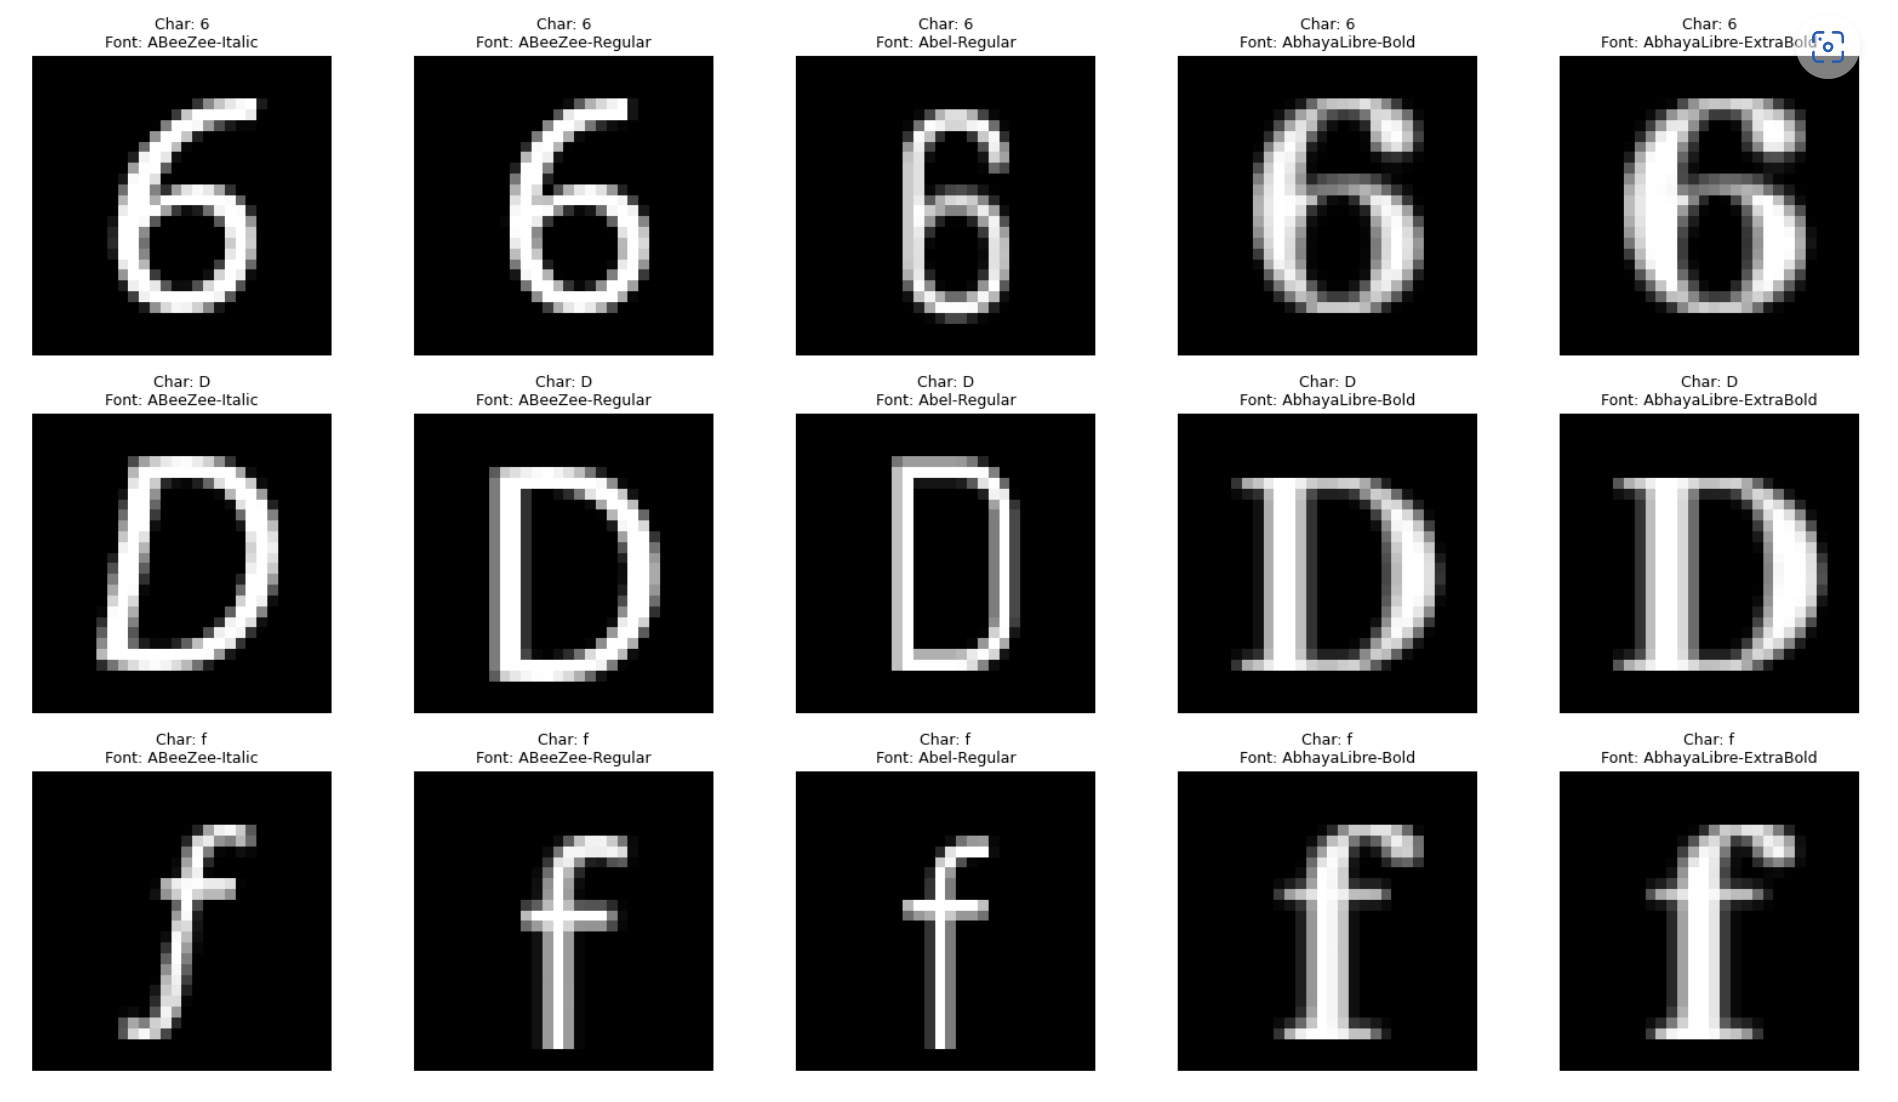 Char: 6
Font: ABeeZee-Italic
Char: 6
Font: ABeeZee-Regular
Char: 6
Font: Abel-Regular
Char: 6
Font: AbhayaLibre-Bold
Char: 6
Font: AbhayaLibre-ExtraBold
6
6
6
6
6
Char: D
Font: ABeeZee-Italic
Char: D
Font: ABeeZee-Regular
Char: D
Font: Abel-Regular
Char: D
Font: AbhayaLibre-Bold
Char: D
Font: AbhayaLibre-ExtraBold
D
D
D
D
D
Char: f
Font: ABeeZee-Italic
Char: f
Font: ABeeZee-Regular
Char: f
Font: Abel-Regular
Char: f
Font: AbhayaLibre-Bold
Char: f
Font: AbhayaLibre-ExtraBold
f
f
f
f
f